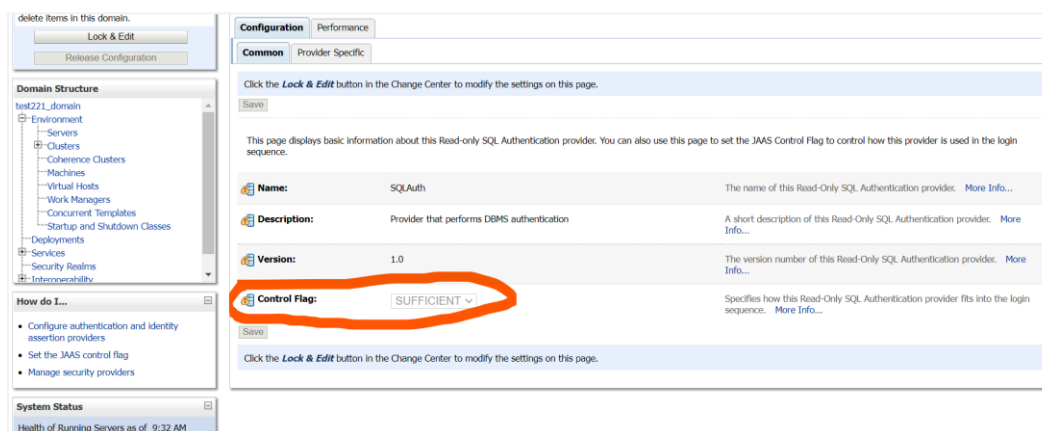 delete items in this domain.
Lock & Edit
Release Configuration
Domain Structure
test221_domain
Environment
Servers
Clusters
Coherence Clusters
Machines
Virtual Hosts
Work Managers
Concurrent Templates
Startup and Shutdown Classes
Deployments
Services
Security Realms
Interoperability
How do I...
Configure authentication and identity
assertion providers
Set the JAAS control flag
Manage security providers
System Status
Health of Running Servers as of 9:32 AM
Configuration Performance
Common Provider Specific
Click the Lock & Edit button in the Change Center to modify the settings on this page.
Save
This page displays basic information about this Read-only SQL Authentication provider. You can also use this page to set the JAAS Control Flag to control how this provider is used in the login
sequence.
Name: SQLAuth The name of this Read-Only SQL Authentication provider. More Info...
Description: Provider that performs DBMS authentication A short description of this Read-Only SQL Authentication provider. More
Info...
Version: 1.0 The version number of this Read-Only SQL Authentication provider. More
Info...
Control Flag: SUFFICIENT Specifies how this Read-Only SQL Authentication provider fits into the login
sequence. More Info...
Save
Click the Lock & Edit button in the Change Center to modify the settings on this page.